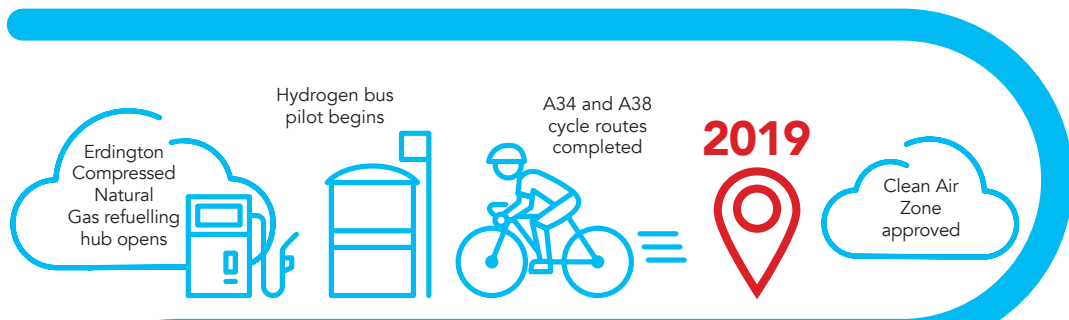 Erdington
Compressed
Natural
Gas refuelling
hub opens
Hydrogen bus
pilot begins
A34 and A38
cycle routes
completed
2019
Clean Air
Zone
approved